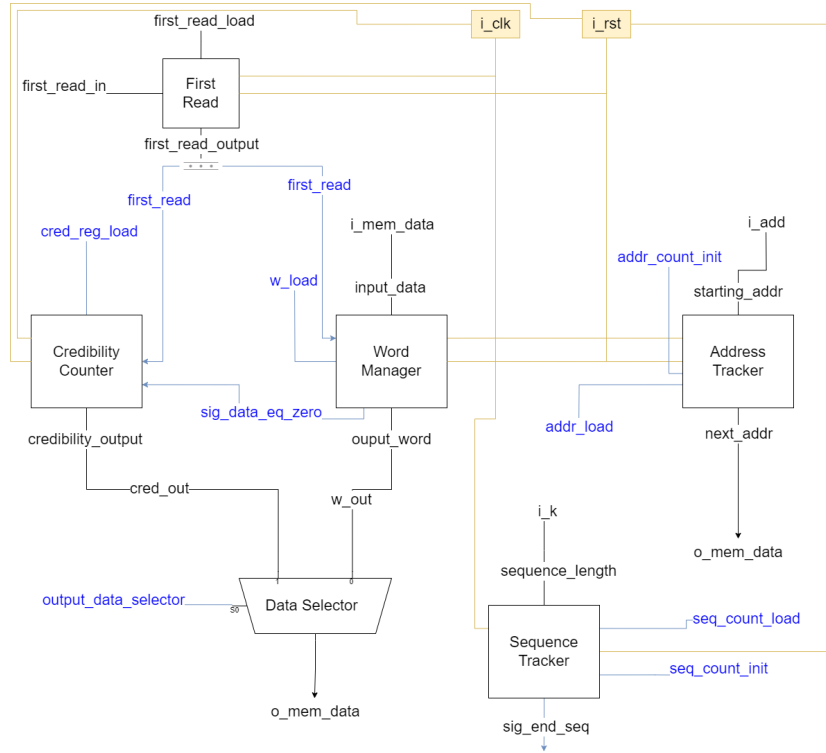 first_read_load
i_clk
i_rst
first_read_in
First
Read
first_read_output
first_read
first_read
cred_reg_load
i_mem_data
i_add
w_load
addr_count_init
input_data
starting_addr
Credibility
Counter
Word
Manager
Address
Tracker
sig_data_eq_zero
addr_load
credibility_output
ouput_word
next_addr
cred_out
w_out
i_k
o_mem_data
sequence_length
1
0
output_data_selector
S0
Data Selector
seq_count_load
Sequence
Tracker
seq_count_init
o_mem_data
sig_end_seq